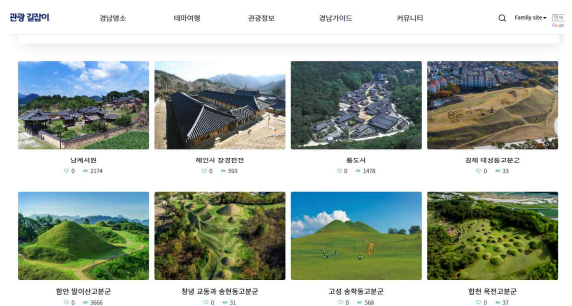 관광 길잡이
경남명소 테마여행 관광정보 경남가이드 커뮤니티 Family site
남계서원 해인사 장경판전 통도사 김해 대성동고분군
0 2174 0 593 0 1478 0 33
함안 말이산고분군 창녕 교동과 송현동고분군 고성 송학동고분군 합천 옥전고분군
0 3666 0 31 0 568 0 37